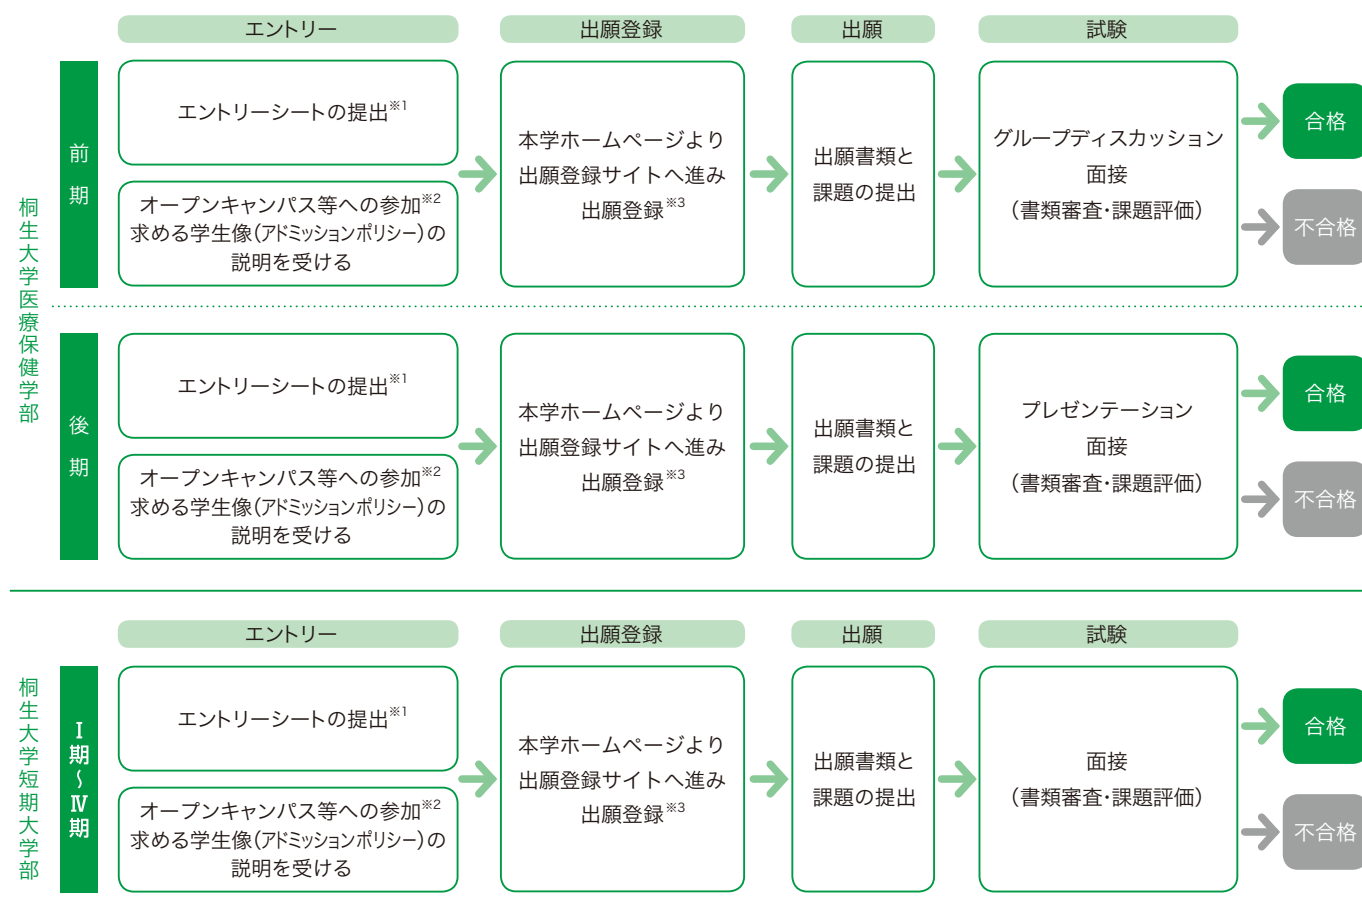 エントリー
出願登録
出願
試験
桐生大学医療保健学部
前期
エントリーシートの提出※1
オープンキャンパス等への参加※2
求める学生像(アドミッションポリシー)の
説明を受ける
本学ホームページより
出願登録サイトへ進み
出願登録※3
出願書類と
課題の提出
グループディスカッション
面接
(書類審査・課題評価)
合格
不合格
後期
エントリーシートの提出※1
オープンキャンパス等への参加※2
求める学生像(アドミッションポリシー)の
説明を受ける
本学ホームページより
出願登録サイトへ進み
出願登録※3
出願書類と
課題の提出
プレゼンテーション
面接
(書類審査・課題評価)
合格
不合格
エントリー
出願登録
出願
試験
桐生大学短期大学部
Ⅰ期〜Ⅳ期
エントリーシートの提出※1
オープンキャンパス等への参加※2
求める学生像(アドミッションポリシー)の
説明を受ける
本学ホームページより
出願登録サイトへ進み
出願登録※3
出願書類と
課題の提出
面接
(書類審査・課題評価)
合格
不合格